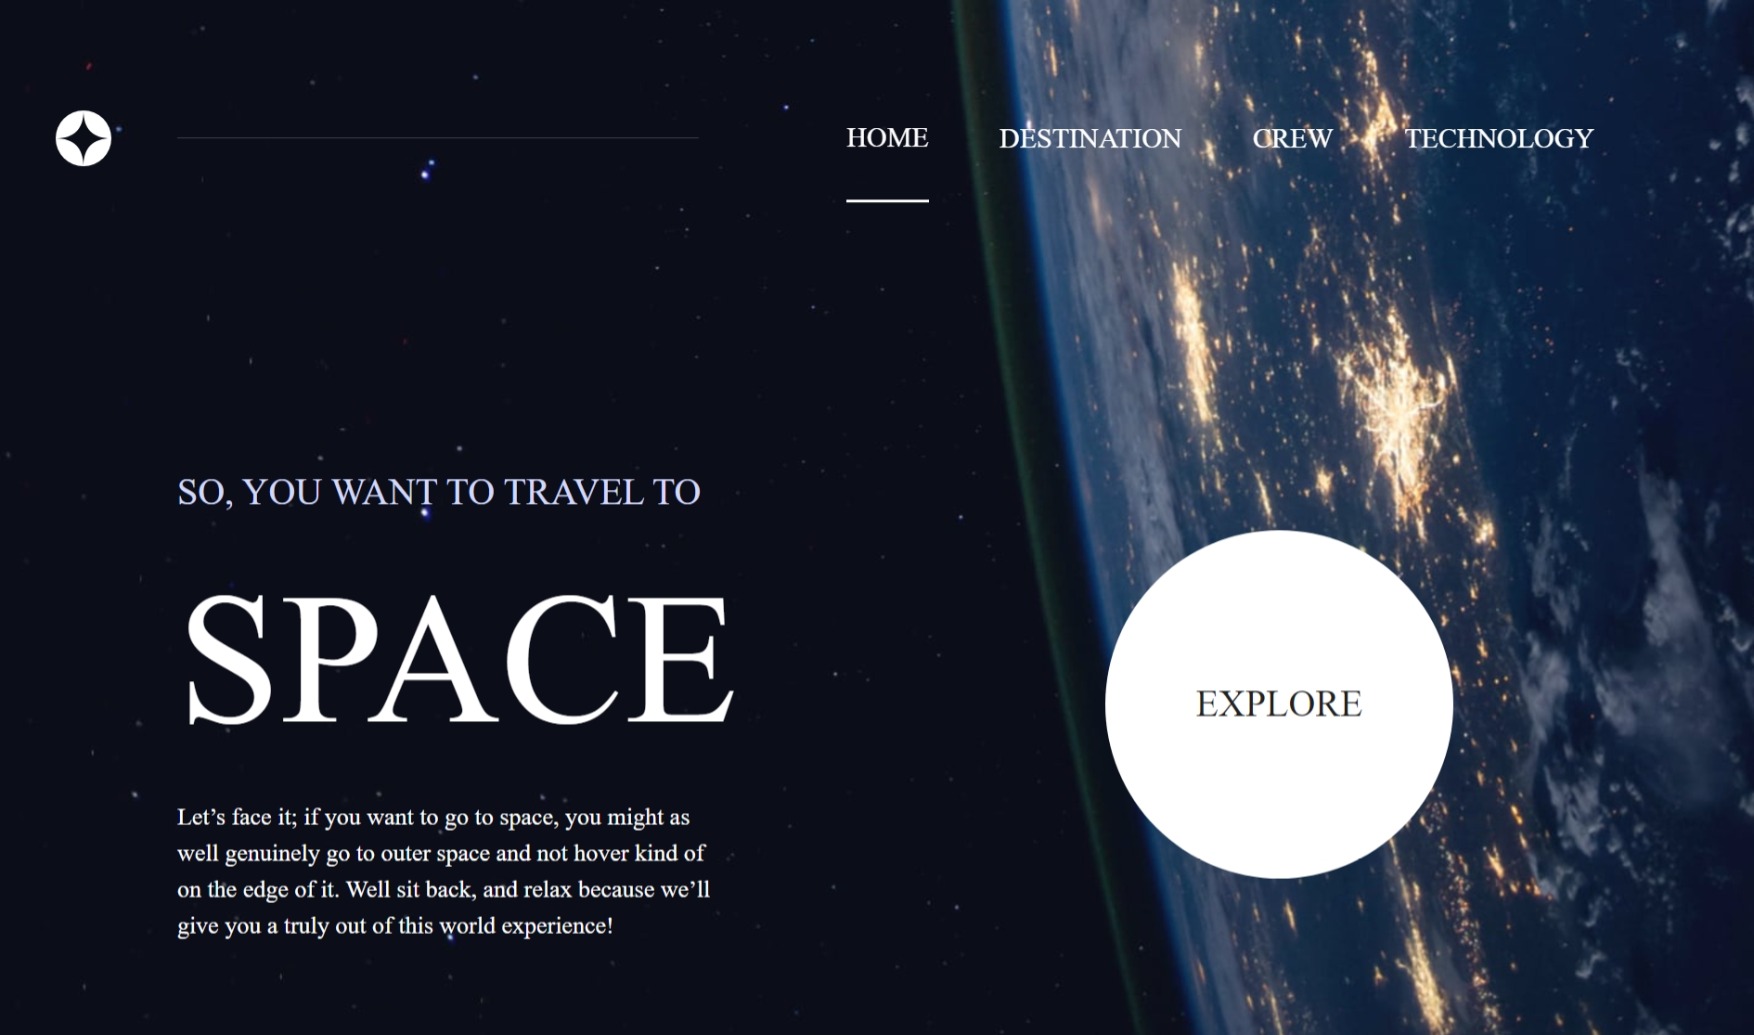 HOME DESTINATION CREW TECHNOLOGY
SO, YOU WANT TO TRAVEL TO
SPACE
EXPLORE
Let’s face it; if you want to go to space, you might as
well genuinely go to outer space and not hover kind of
on the edge of it. Well sit back, and relax because we’ll
give you a truly out of this world experience!